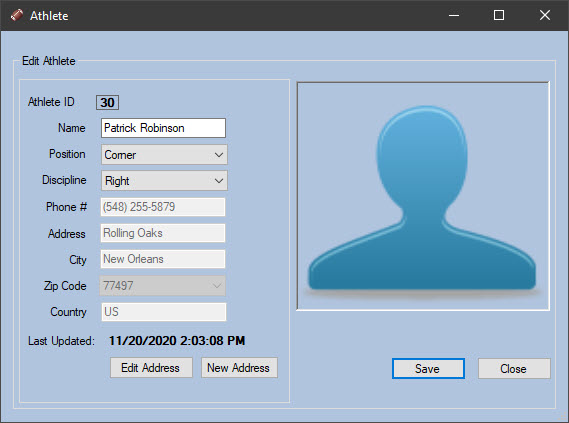 Athlete
Edit Athlete
Athlete ID 30
Name Patrick Robinson
Position Corner
Discipline Right
Phone # (548) 255-5879
Address Rolling Oaks
City New Orleans
Zip Code 77497
Country US
Last Updated: 11/20/2020 2:03:08 PM
Edit Address New Address
Save Close